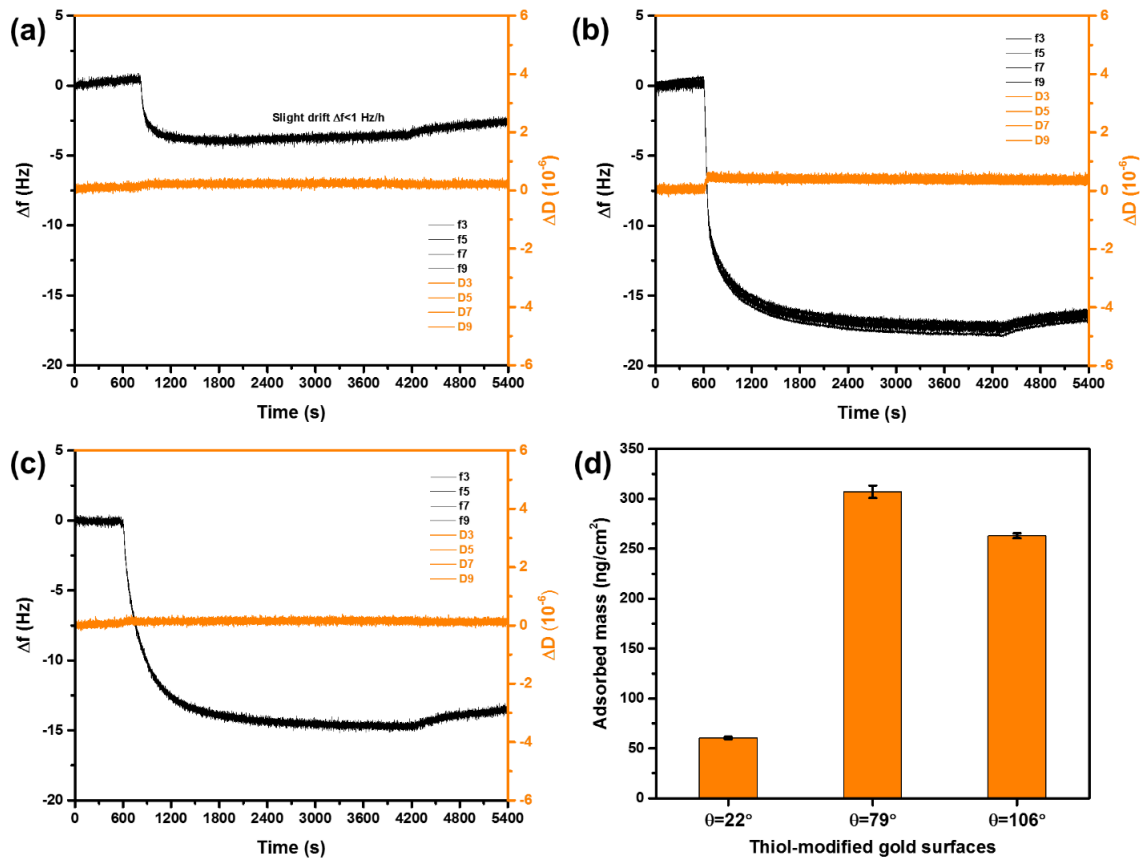 (a)
5
0
-5
-10
-15
-20
Δf (Hz)
0 600 1200 1800 2400 3000 3600 4200 4800 5400
Time (s)
6
4
2
0
-2
-4
-6
ΔD (10⁻⁶)
Slight drift Δf<1 Hz/h
f3
f5
f7
f9
D3
D5
D7
D9
(b)
5
0
-5
-10
-15
-20
Δf (Hz)
0 600 1200 1800 2400 3000 3600 4200 4800 5400
Time (s)
6
4
2
0
-2
-4
-6
ΔD (10⁻⁶)
f3
f5
f7
f9
D3
D5
D7
D9
(c)
5
0
-5
-10
-15
-20
Δf (Hz)
0 600 1200 1800 2400 3000 3600 4200 4800 5400
Time (s)
6
4
2
0
-2
-4
-6
ΔD (10⁻⁶)
f3
f5
f7
f9
D3
D5
D7
D9
(d)
350
300
250
200
150
100
50
0
Adsorbed mass (ng/cm²)
θ=22° θ=79° θ=106°
Thiol-modified gold surfaces